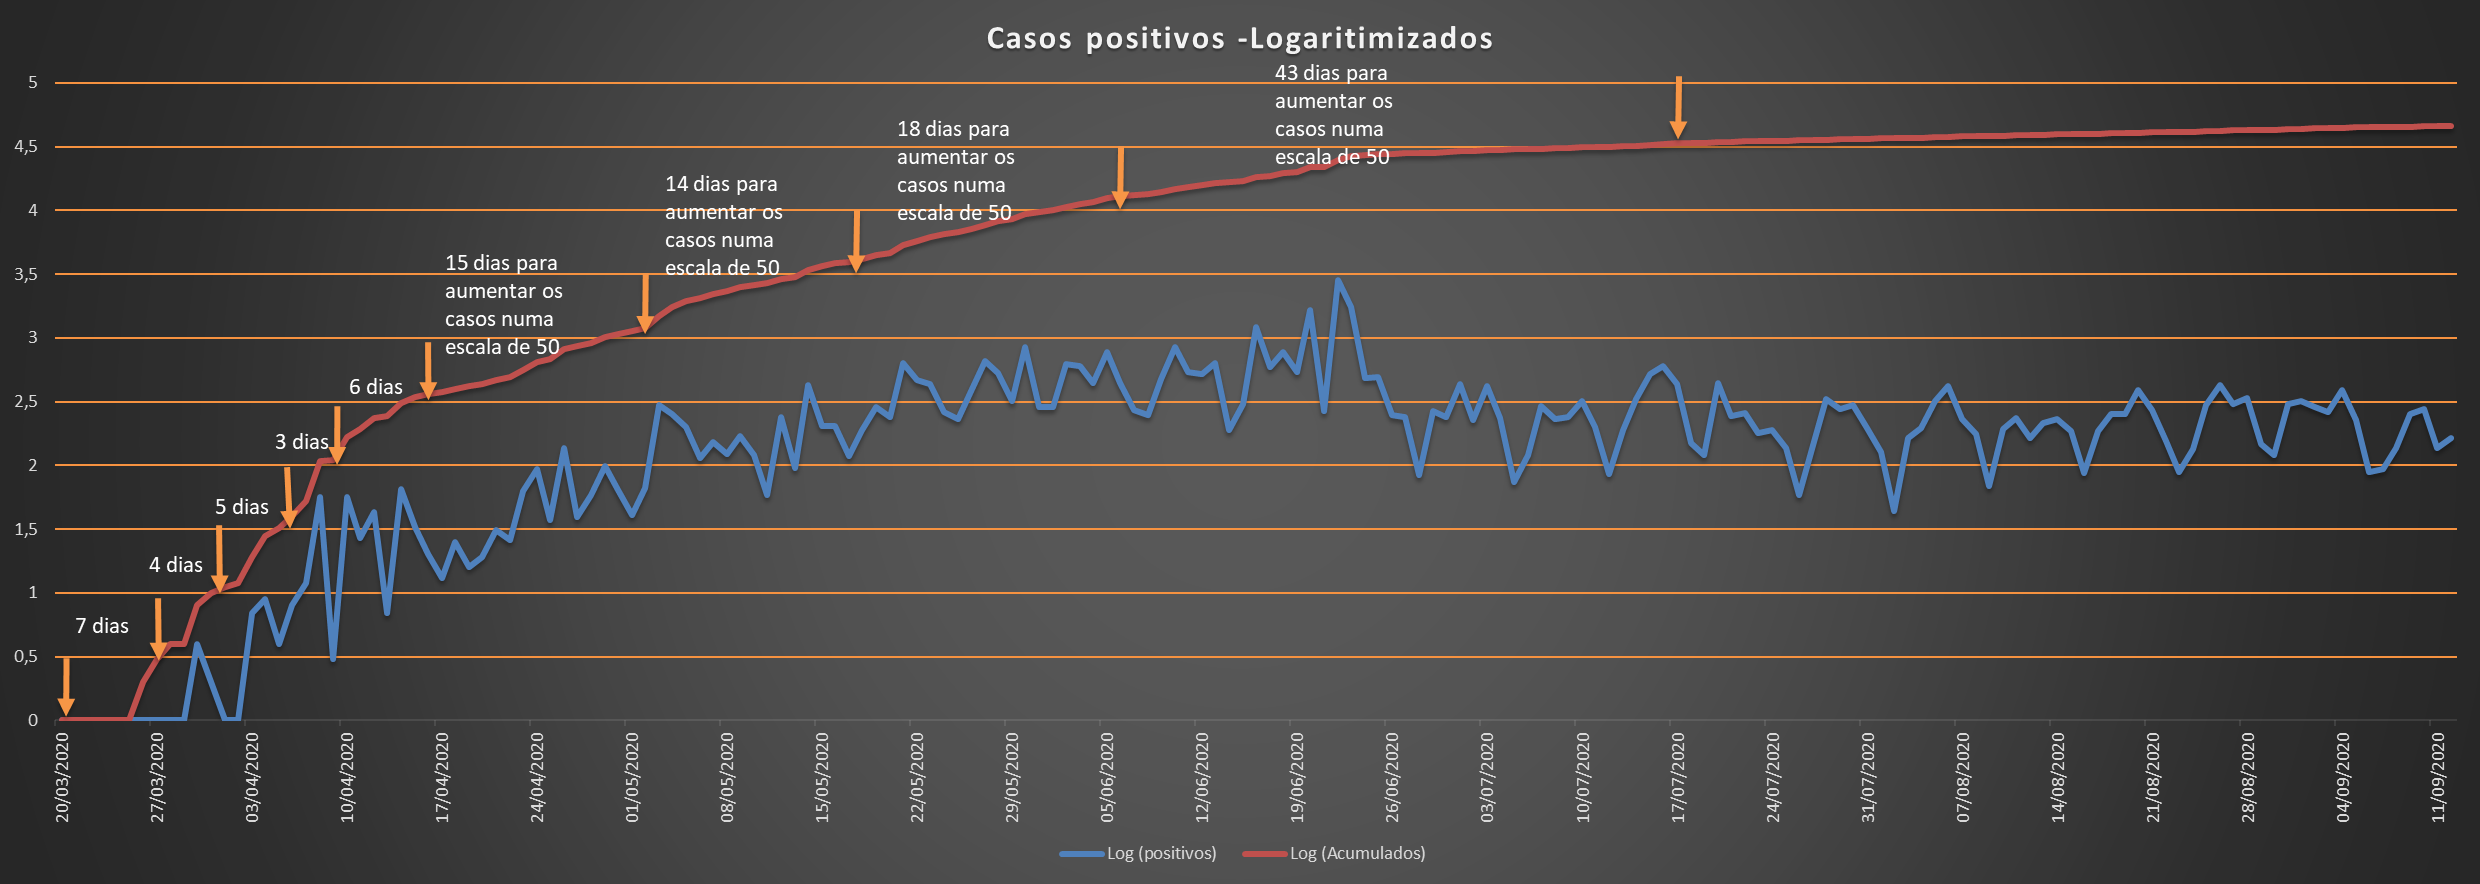 Casos positivos -Logaritimizados
5
4,5
4
3,5
3
2,5
2
1,5
1
0,5
0
7 dias
4 dias
5 dias
3 dias
6 dias
15 dias para
aumentar os
casos numa
escala de 50
14 dias para
aumentar os
casos numa
escala de 50
18 dias para
aumentar os
casos numa
escala de 50
43 dias para
aumentar os
casos numa
escala de 50
20/03/2020
27/03/2020
03/04/2020
10/04/2020
17/04/2020
24/04/2020
01/05/2020
08/05/2020
15/05/2020
22/05/2020
29/05/2020
05/06/2020
12/06/2020
19/06/2020
26/06/2020
03/07/2020
10/07/2020
17/07/2020
24/07/2020
31/07/2020
07/08/2020
14/08/2020
21/08/2020
28/08/2020
04/09/2020
11/09/2020
Log (positivos)
Log (Acumulados)